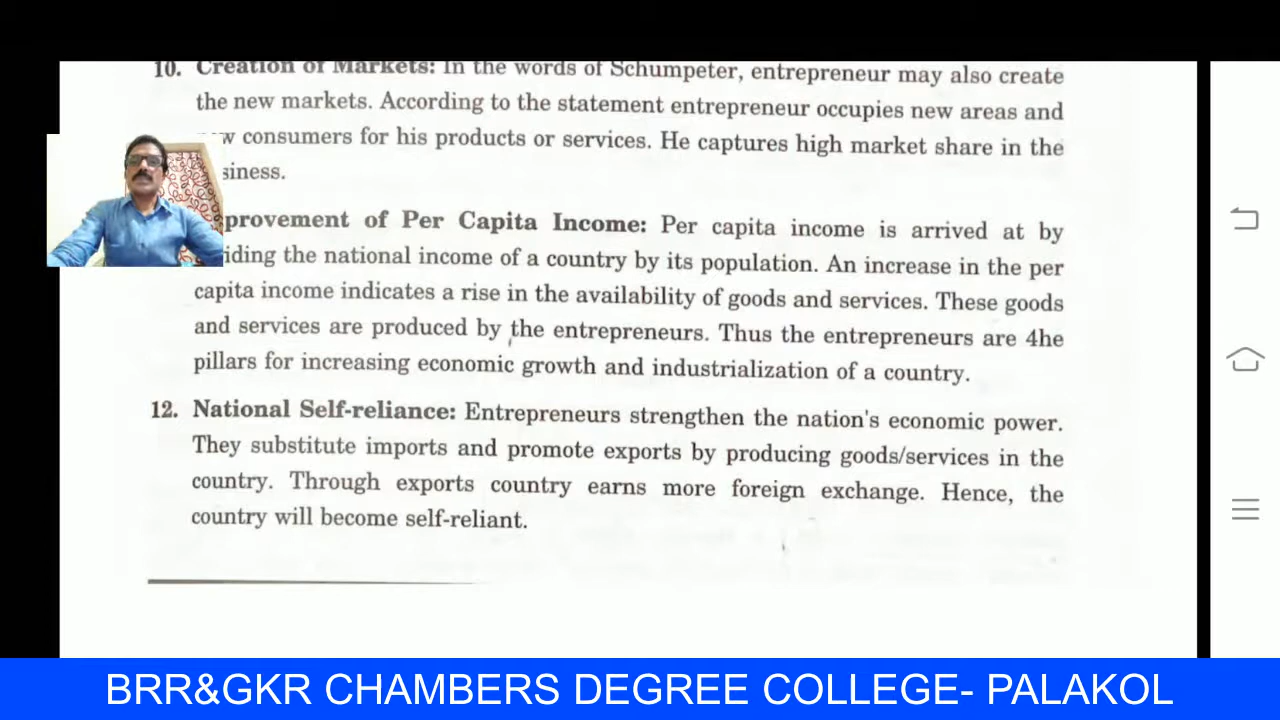 10. Creation of Markets: In the words of Schumpeter, entrepreneur may also create
the new markets. According to the statement entrepreneur occupies new areas and
w consumers for his products or services. He captures high market share in the
siness.
provement of Per Capita Income: Per capita income is arrived at by
iding the national income of a country by its population. An increase in the per
capita income indicates a rise in the availability of goods and services. These goods
and services are produced by the entrepreneurs. Thus the entrepreneurs are 4he
pillars for increasing economic growth and industrialization of a country.
12. National Self-reliance: Entrepreneurs strengthen the nation's economic power.
They substitute imports and promote exports by producing goods/services in the
country. Through exports country earns more foreign exchange. Hence, the
country will become self-reliant.
BRR&GKR CHAMBERS DEGREE COLLEGE- PALAKOL